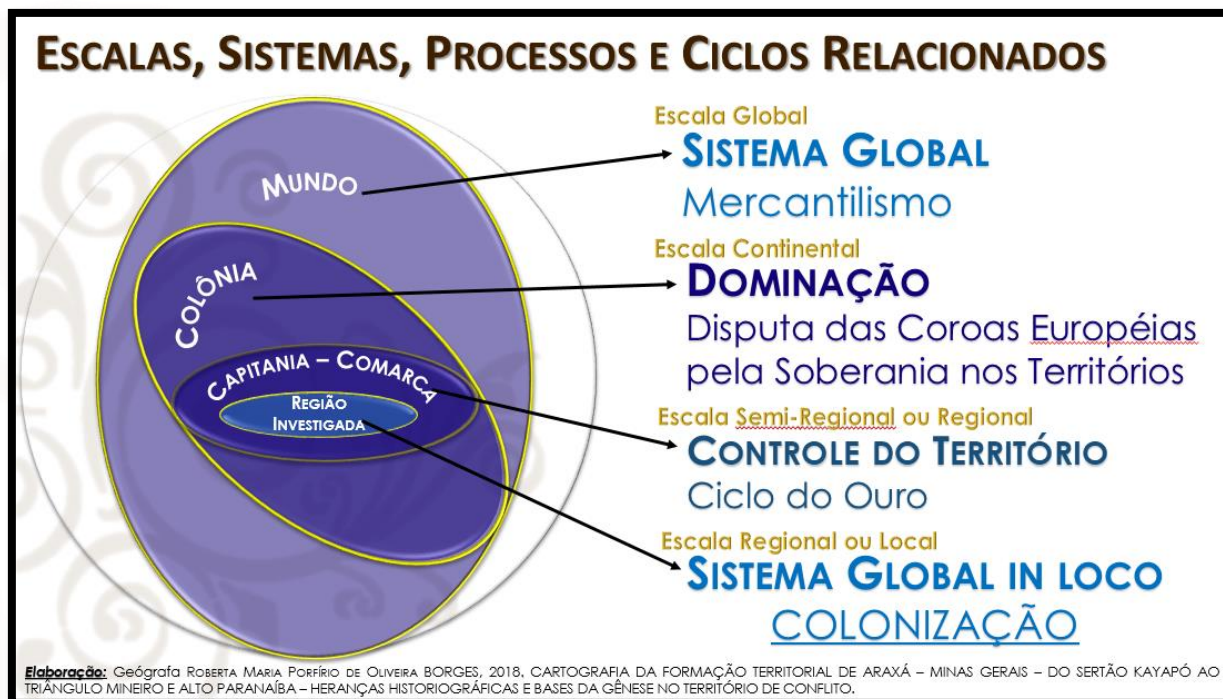 ESCALAS, SISTEMAS, PROCESSOS E CICLOS RELACIONADOS
MUNDO
COLÔNIA
CAPITANIA – COMARCA
REGIÃO
INVESTIGADA
Escala Global
SISTEMA GLOBAL
Mercantilismo
Escala Continental
DOMINAÇÃO
Disputa das Coroas Européias
pela Soberania nos Territórios
Escala Semi-Regional ou Regional
CONTROLE DO TERRITÓRIO
Ciclo do Ouro
Escala Regional ou Local
SISTEMA GLOBAL IN LOCO
COLONIZAÇÃO
Elaboração: Geógrafa ROBERTA MARIA PORFÍRIO DE OLIVEIRA BORGES, 2018. CARTOGRAFIA DA FORMAÇÃO TERRITORIAL DE ARAXÁ – MINAS GERAIS – DO SERTÃO KAYAPÓ AO
TRIÂNGULO MINEIRO E ALTO PARANAÍBA – HERANÇAS HISTORIOGRÁFICAS E BASES DA GÊNESE NO TERRITÓRIO DE CONFLITO.